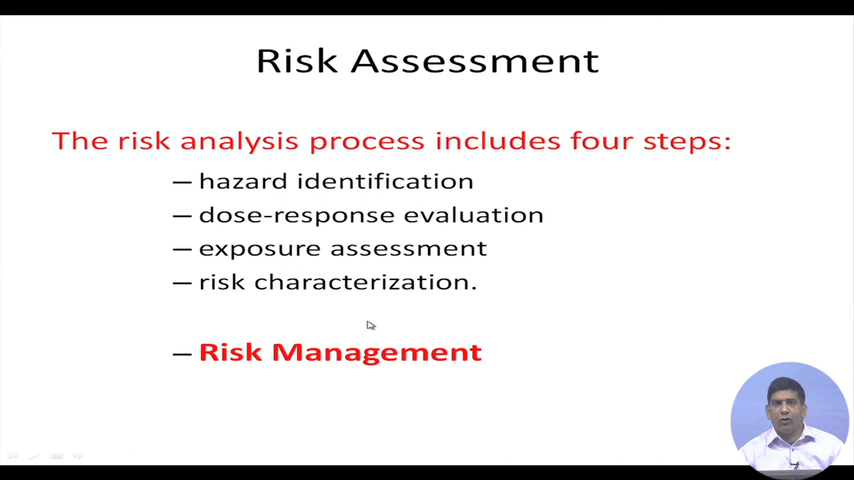 Risk Assessment
The risk analysis process includes four steps:
– hazard identification
– dose-response evaluation
– exposure assessment
– risk characterization.
– Risk Management